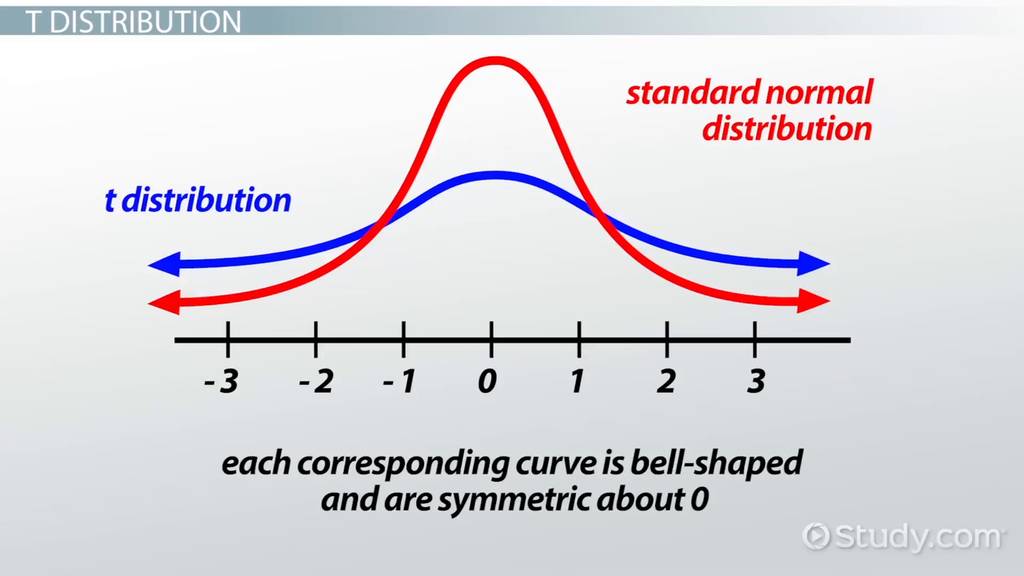 T DISTRIBUTION
standard normal
distribution
t distribution
- 3 - 2 - 1 0 1 2 3
each corresponding curve is bell-shaped
and are symmetric about 0
Study.com